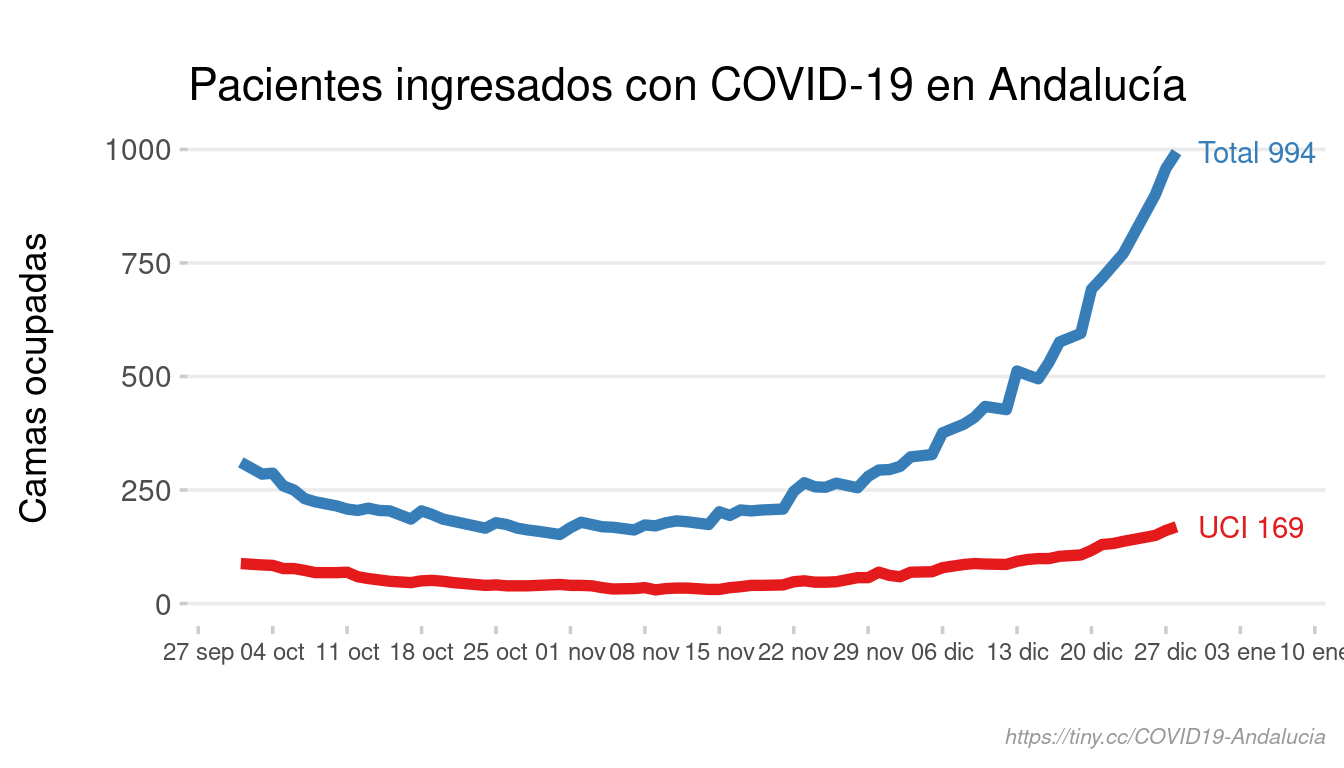 Pacientes ingresados con COVID-19 en Andalucía
Camas ocupadas
1000
750
500
250
0
Total 994
UCI 169
27 sep 04 oct 11 oct 18 oct 25 oct 01 nov 08 nov 15 nov 22 nov 29 nov 06 dic 13 dic 20 dic 27 dic 03 ene 10 ene
https://tiny.cc/COVID19-Andalucia